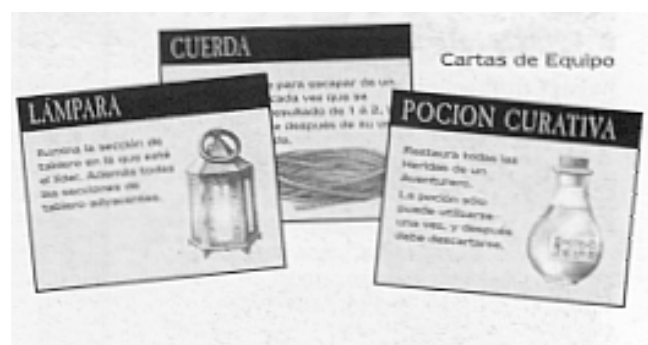 CUERDA
para escapar de un
cada vez que se
resultado de 1 ó 2,
después de su
Cartas de Equipo
LÁMPARA
Ilumina la sección de
tablero en la que esté
el líder. Además todas
las secciones de
tablero adyacentes.
POCION CURATIVA
Restaura todas las
Heridas de un
Aventurero.
La poción sólo
puede utilizarse
una vez, y después
debe descartarse.